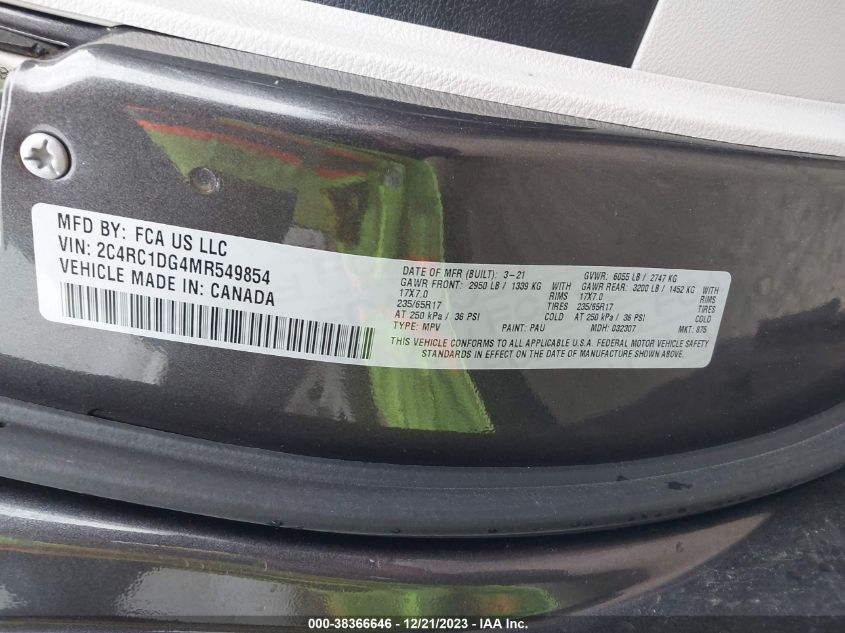 MFD BY: FCA US LLC
VIN: 2C4RC1DG4MR549854
VEHICLE MADE IN: CANADA
DATE OF MFR (BUILT): 3-21 GVWR: 6055 LB / 2747 KG
GAWR FRONT: 2950 LB / 1339 KG WITH GAWR REAR: 3200 LB / 1452 KG WITH
17X7.0 RIMS 17X7.0 RIMS
235/65R17 TIRES 235/65R17 TIRES
AT 250 kPa / 36 PSI COLD AT 250 kPa / 36 PSI COLD
TYPE: MPV PAINT: PAU MDH: 032307 MKT: 875
THIS VEHICLE CONFORMS TO ALL APPLICABLE U.S.A. FEDERAL MOTOR VEHICLE SAFETY
STANDARDS IN EFFECT ON THE DATE OF MANUFACTURE SHOWN ABOVE.
000-38366646 - 12/21/2023 - IAA Inc.